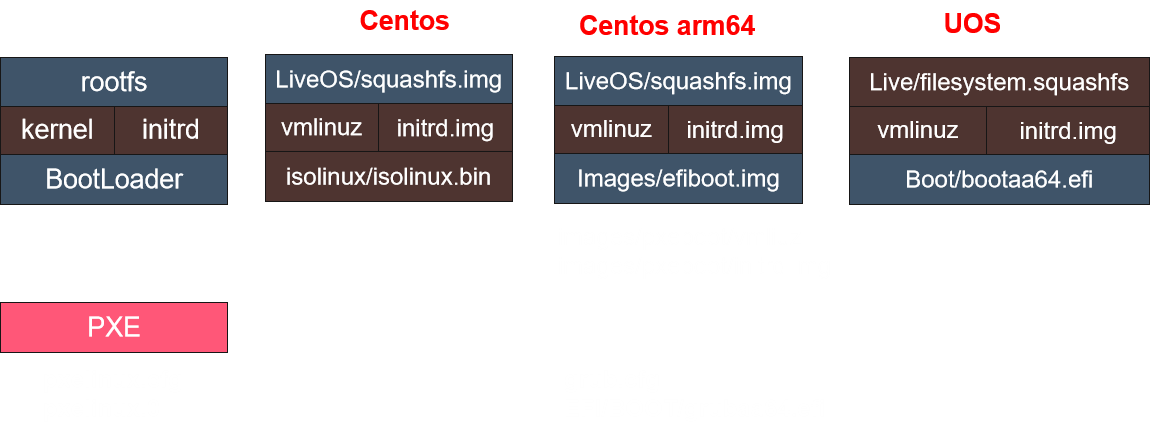 Centos
Centos arm64
UOS
rootfs
kernel
initrd
BootLoader
LiveOS/squashfs.img
vmlinuz
initrd.img
isolinux/isolinux.bin
LiveOS/squashfs.img
vmlinuz
initrd.img
Images/efiboot.img
Live/filesystem.squashfs
vmlinuz
initrd.img
Boot/bootaa64.efi
PXE